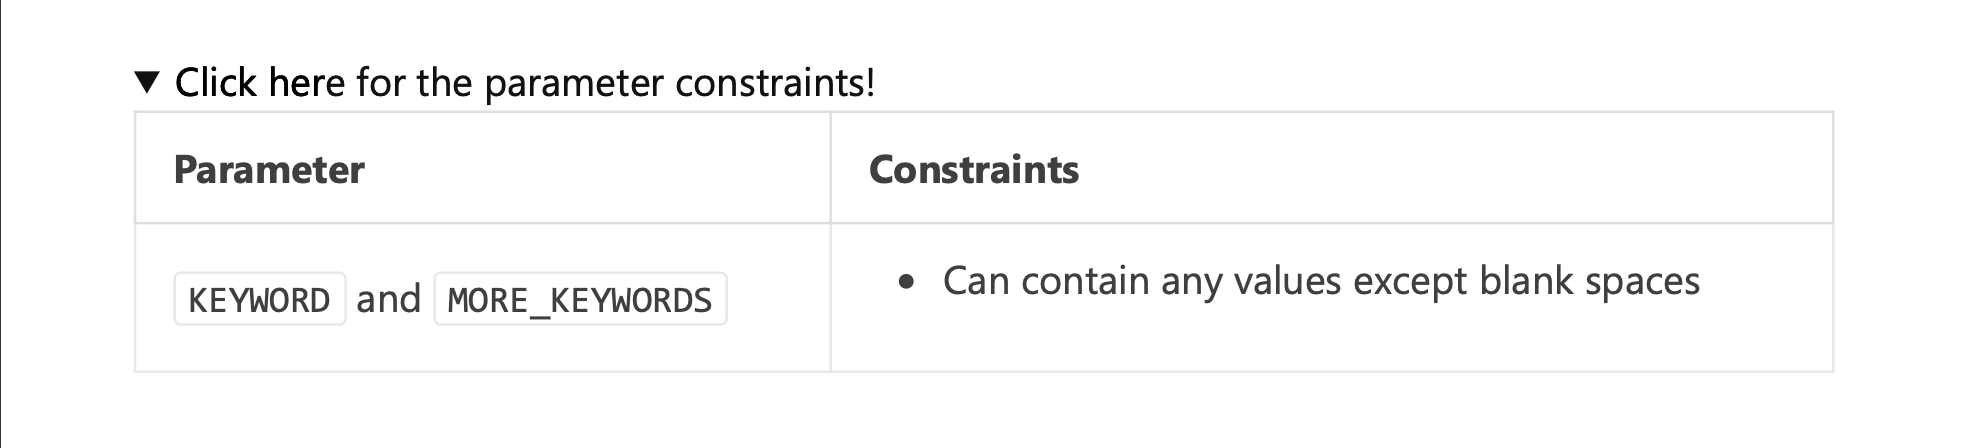 ▼ Click here for the parameter constraints!
Parameter
Constraints
KEYWORD and MORE_KEYWORDS
• Can contain any values except blank spaces